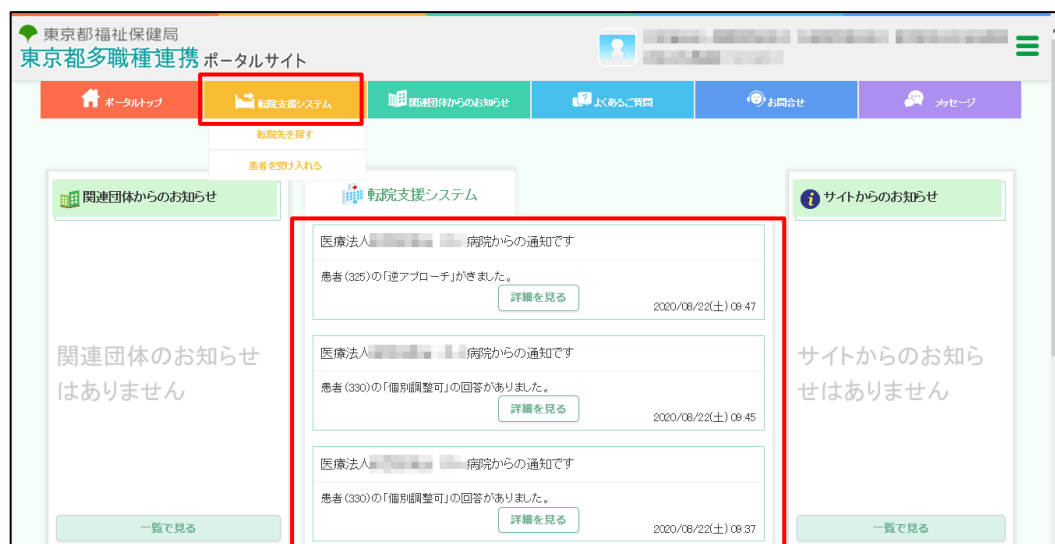 東京都福祉保健局
東京都多職種連携 ポータルサイト
ポータルトップ
転院支援システム
関連団体からのお知らせ
よくあるご質問
お問合せ
メッセージ
転院先を探す
患者を受け入れる
関連団体からのお知らせ
関連団体のお知らせ
はありません
一覧で見る
転院支援システム
医療法人 病院からの通知です
患者(325)の「逆アプローチ」がきました。
詳細を見る
2020/08/22(土) 09:47
医療法人 病院からの通知です
患者(330)の「個別調整可」の回答がありました。
詳細を見る
2020/08/22(土) 09:45
医療法人 病院からの通知です
患者(330)の「個別調整可」の回答がありました。
詳細を見る
2020/08/22(土) 09:37
サイトからのお知らせ
サイトからのお知ら
せはありません
一覧で見る